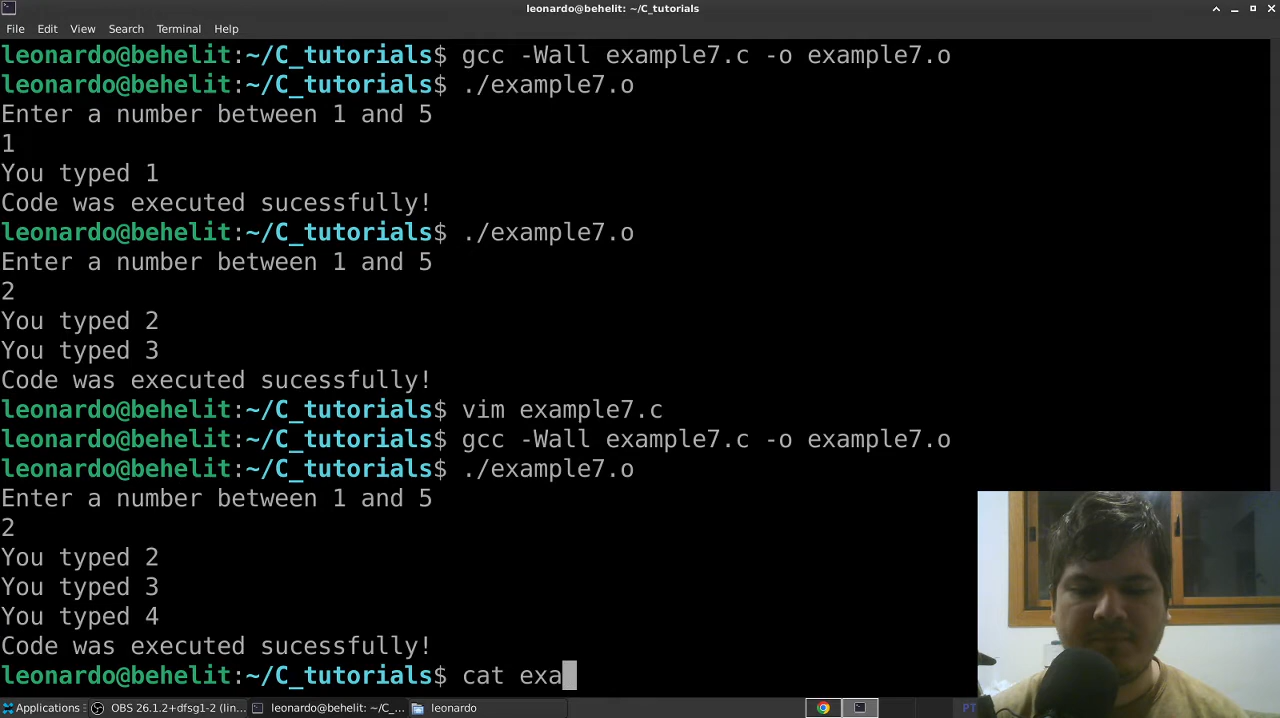 leonardo@behelit: ~/C_tutorials
File Edit View Search Terminal Help
leonardo@behelit:~/C_tutorials$ gcc -Wall example7.c -o example7.o
leonardo@behelit:~/C_tutorials$ ./example7.o
Enter a number between 1 and 5
1
You typed 1
Code was executed sucessfully!
leonardo@behelit:~/C_tutorials$ ./example7.o
Enter a number between 1 and 5
2
You typed 2
You typed 3
Code was executed sucessfully!
leonardo@behelit:~/C_tutorials$ vim example7.c
leonardo@behelit:~/C_tutorials$ gcc -Wall example7.c -o example7.o
leonardo@behelit:~/C_tutorials$ ./example7.o
Enter a number between 1 and 5
2
You typed 2
You typed 3
You typed 4
Code was executed sucessfully!
leonardo@behelit:~/C_tutorials$ cat exa
Applications OBS 26.1.2+dfsg1-2 (lin... leonardo@behelit: ~/C_... leonardo PT